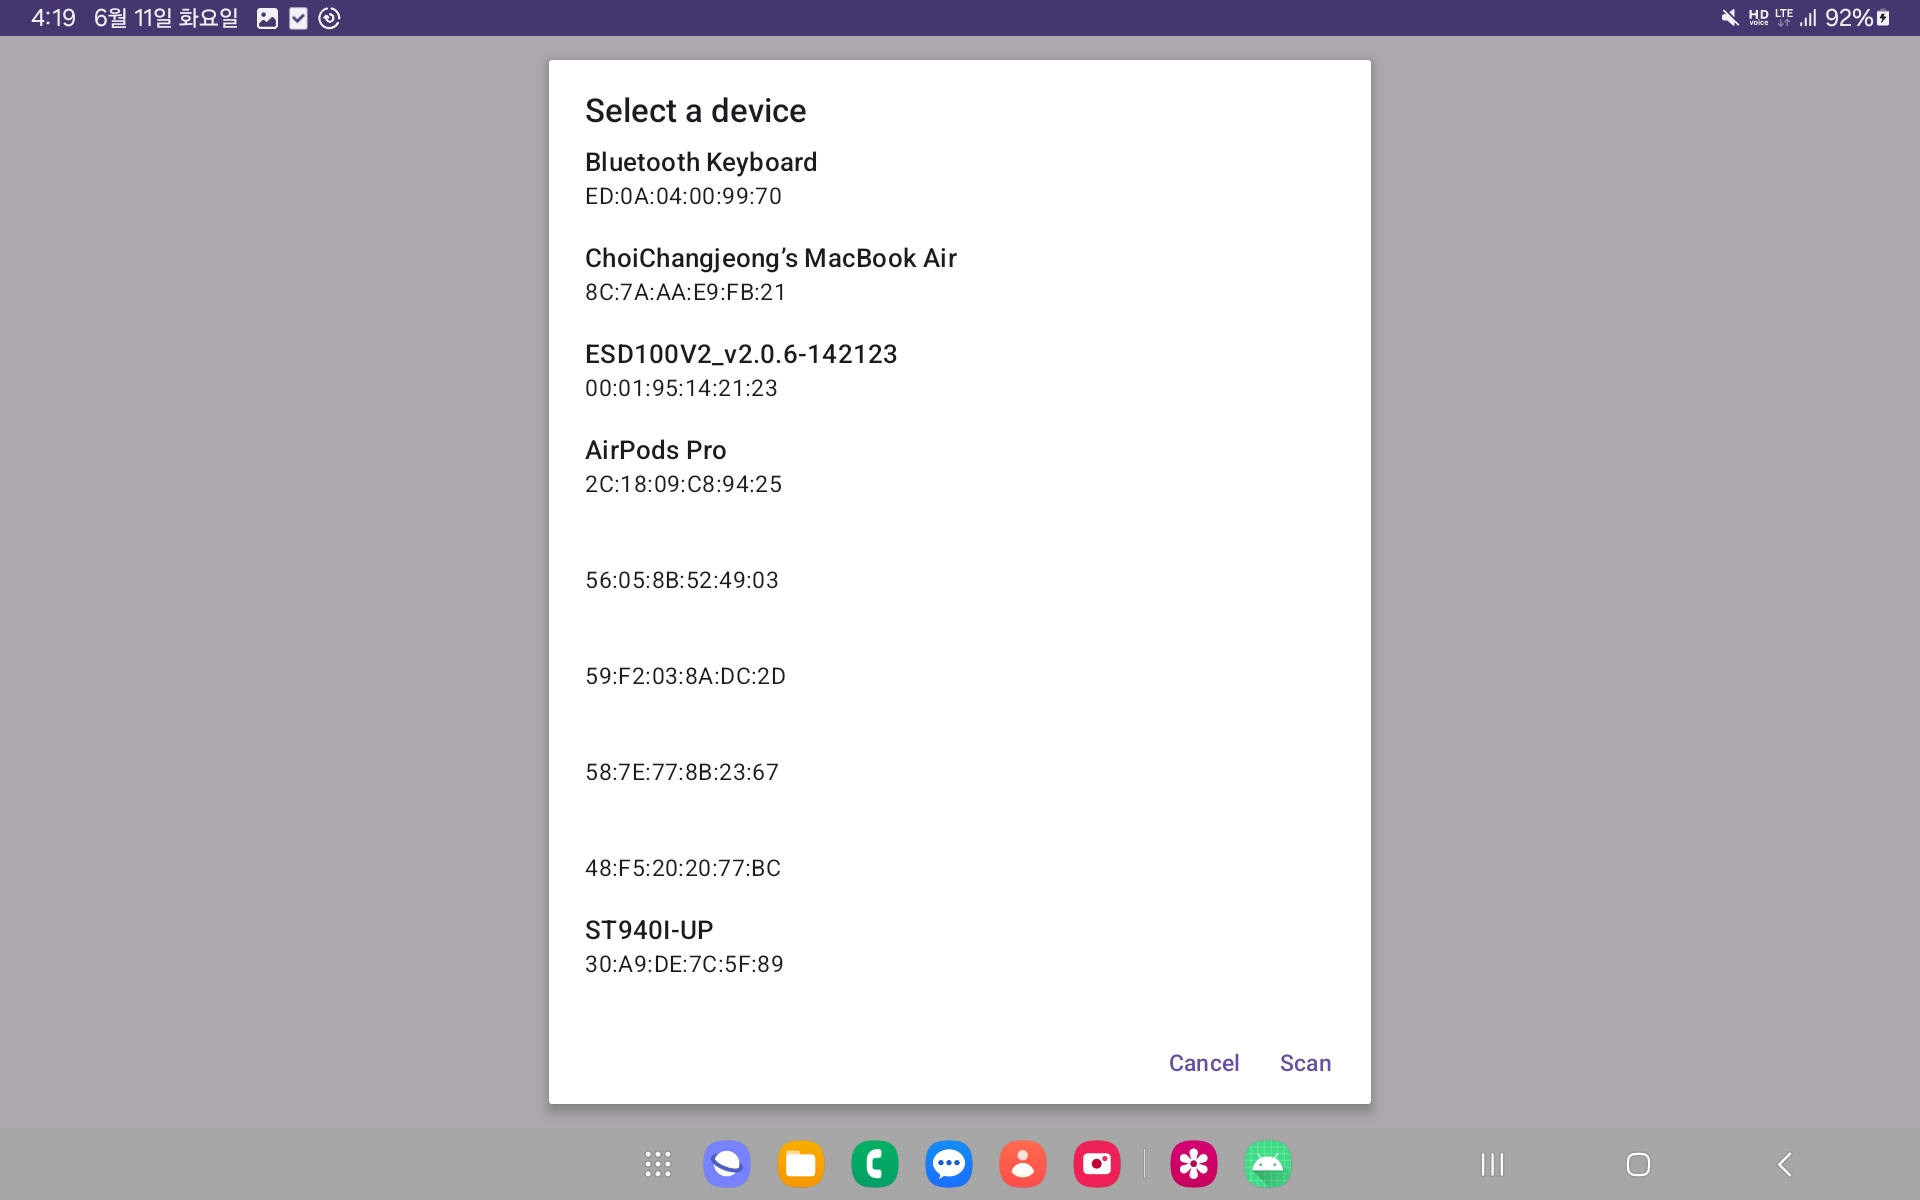 4:19 6월 11일 화요일
HD voice LTE 92%
Select a device
Bluetooth Keyboard
ED:0A:04:00:99:70
ChoiChangjeong’s MacBook Air
8C:7A:AA:E9:FB:21
ESD100V2_v2.0.6-142123
00:01:95:14:21:23
AirPods Pro
2C:18:09:C8:94:25
56:05:8B:52:49:03
59:F2:03:8A:DC:2D
58:7E:77:8B:23:67
48:F5:20:20:77:BC
ST940I-UP
30:A9:DE:7C:5F:89
Cancel Scan